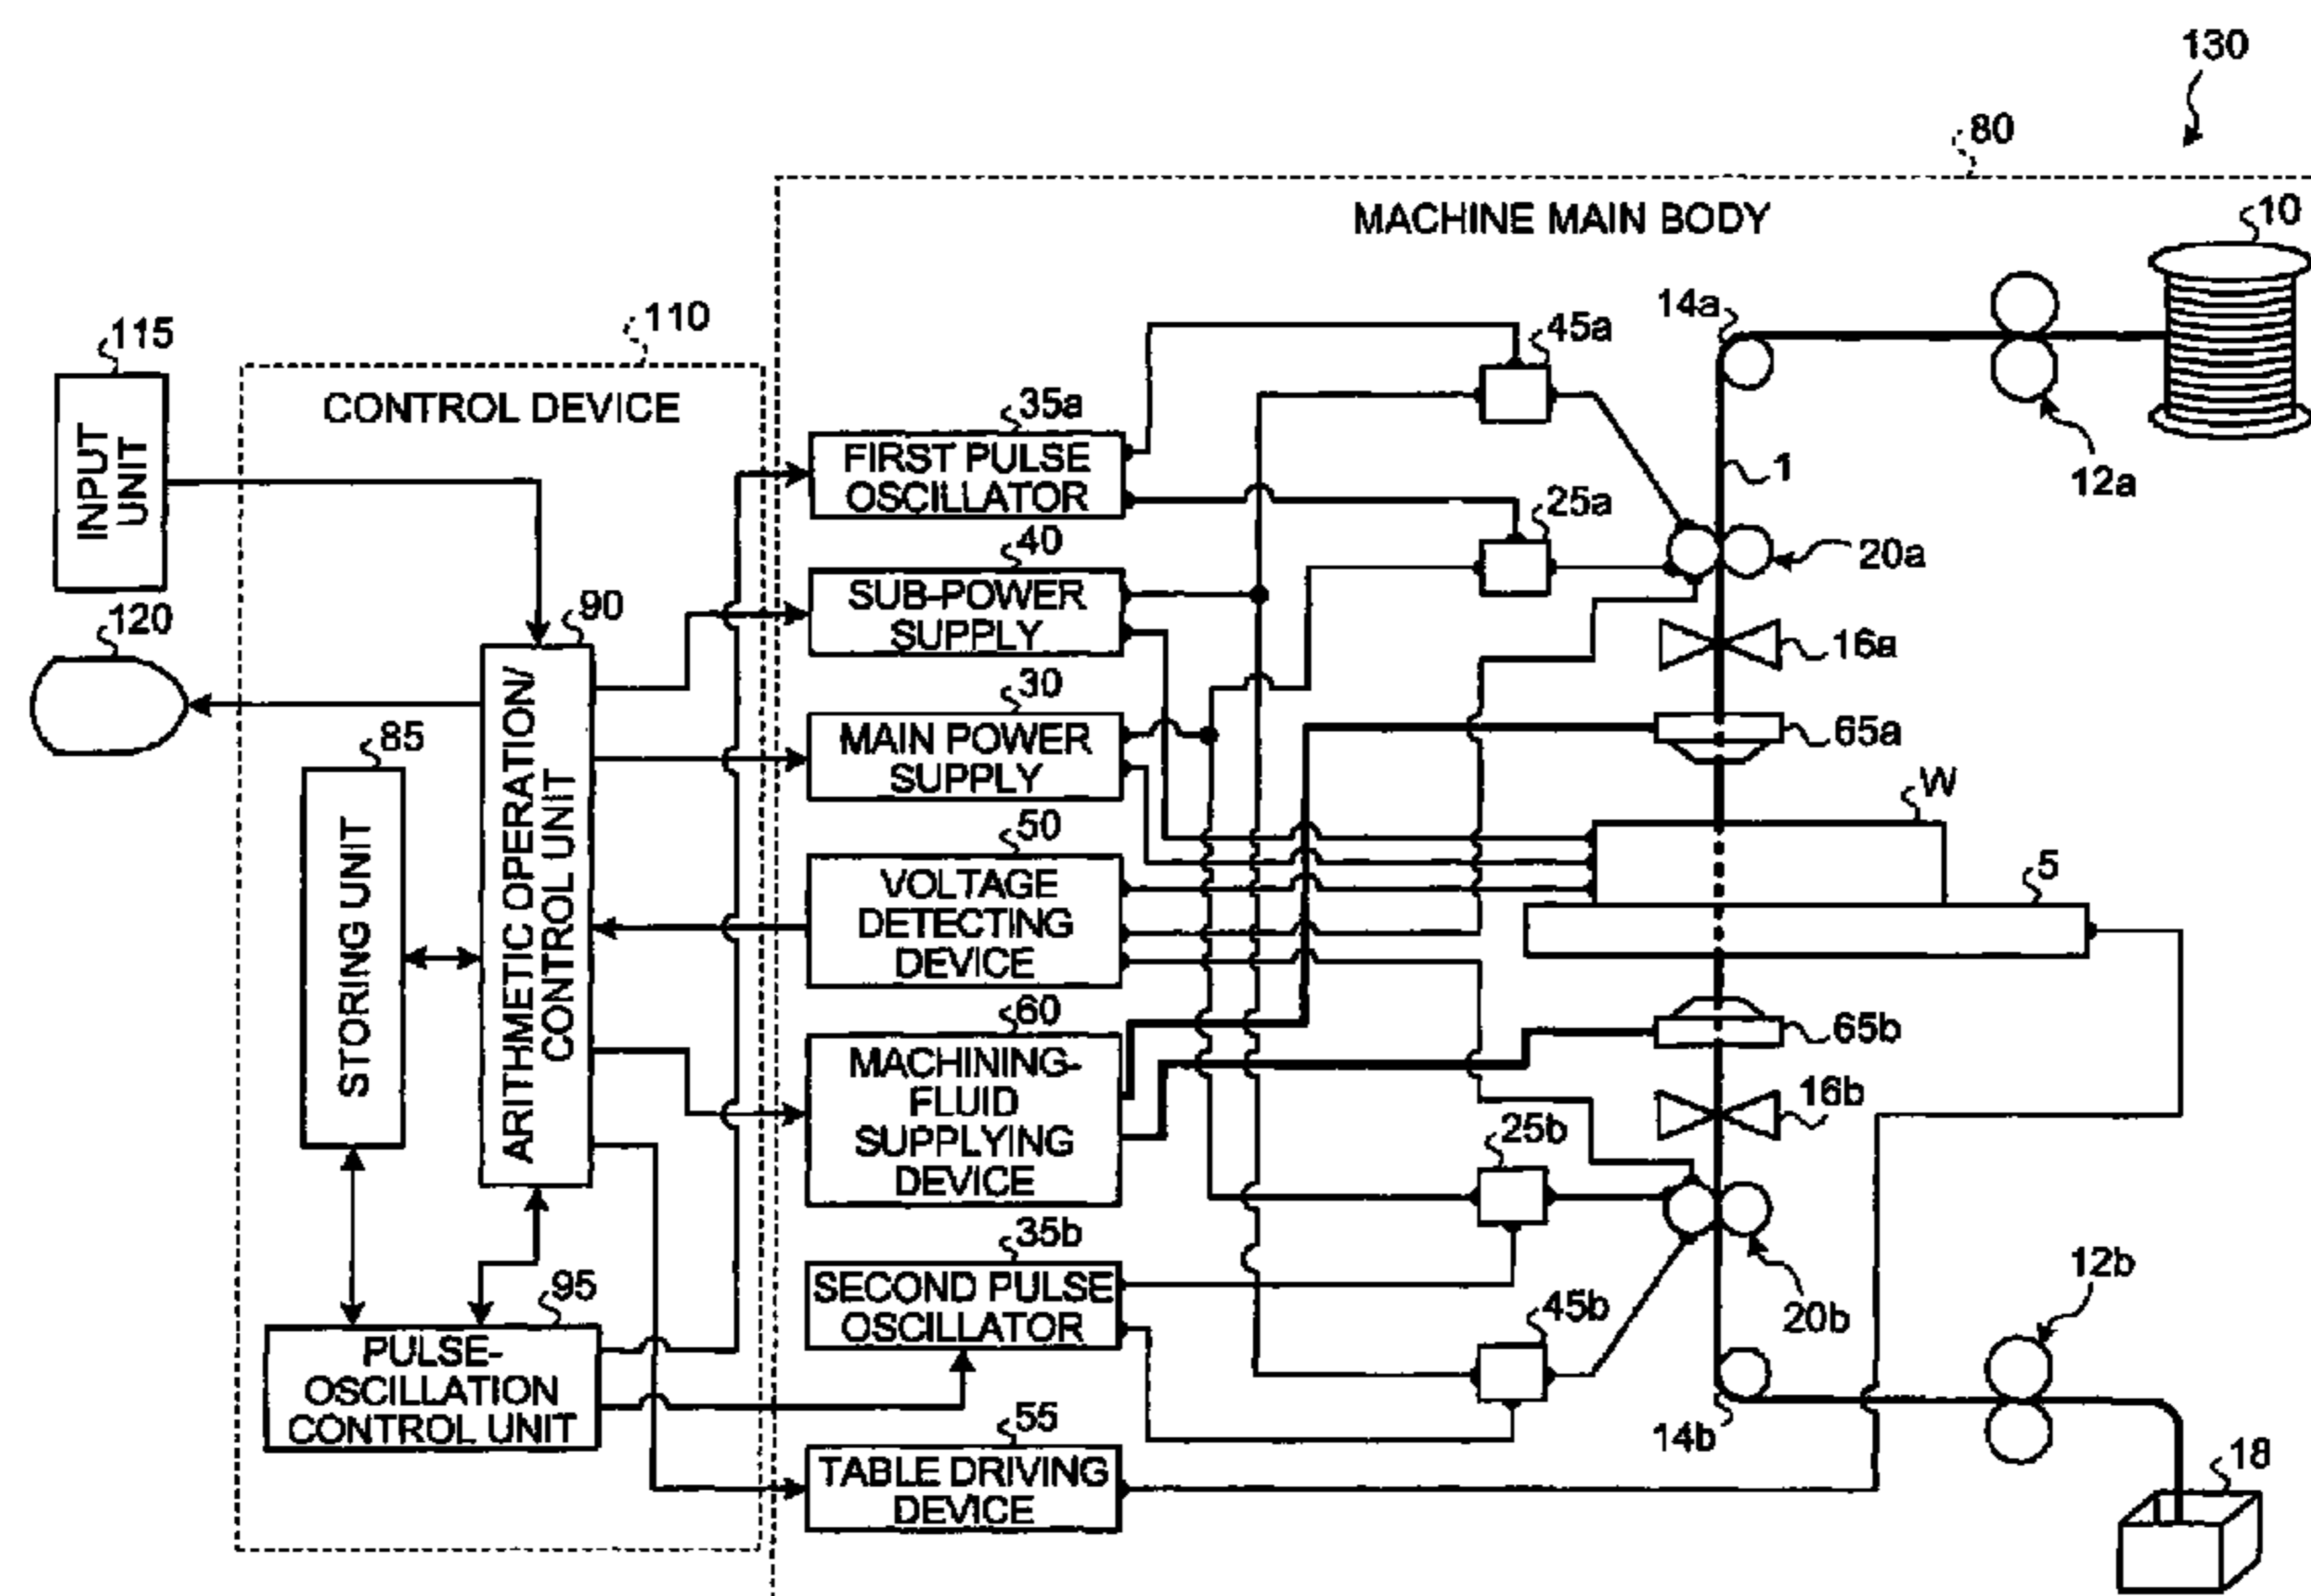 130
80
MACHINE MAIN BODY
10
14a
45a
110
115
CONTROL DEVICE
35a
INPUT
UNIT
FIRST PULSE
OSCILLATOR
1
12a
25a
40
20a
SUB-POWER
SUPPLY
90
120
16a
30
85
MAIN POWER
SUPPLY
65a
W
50
5
STORING UNIT
ARITHMETIC OPERATION/
CONTROL UNIT
VOLTAGE
DETECTING
DEVICE
60
65b
MACHINING-
FLUID
SUPPLYING
DEVICE
16b
25b
35b
12b
95
SECOND PULSE
OSCILLATOR
45b
20b
PULSE-
OSCILLATION
CONTROL UNIT
55
14b
18
TABLE DRIVING
DEVICE